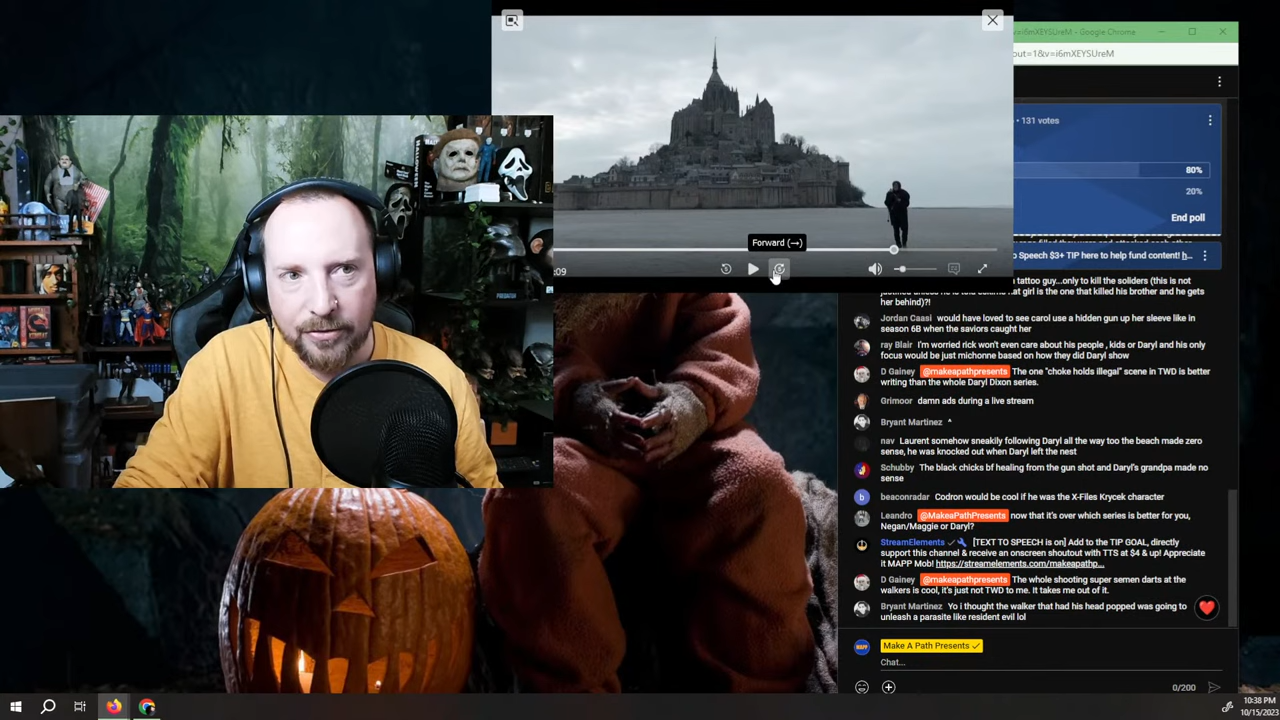 v=i6mXEYSUreM - Google Chrome
out=1&v=i6mXEYSUreM
• 131 votes
80%
20%
End poll
Speech $3+ TIP here to help fund content! h...
Forward (→)
:09
HALLOWEEN
PREDATOR
tattoo guy...only to kill the soliders (this is not
her behind)?!
Jordan Caasi would have loved to see carol use a hidden gun up her sleeve like in
season 6B when the saviors caught her
ray Blair I'm worried rick won't even care about his people , kids or Daryl and his only
focus would be just michonne based on how they did Daryl show
D Gainey @makeapathpresents The one "choke holds illegal" scene in TWD is better
writing than the whole Daryl Dixon series.
Grimoor damn ads during a live stream
Bryant Martinez ^
nav Laurent somehow sneakily following Daryl all the way too the beach made zero
sense, he was knocked out when Daryl left the nest
Schubby The black chicks bf healing from the gun shot and Daryl's grandpa made no
sense
b beaconradar Codron would be cool if he was the X-Files Krycek character
Leandro @MakeaPathPresents now that it's over which series is better for you,
Negan/Maggie or Daryl?
StreamElements [TEXT TO SPEECH is on] Add to the TIP GOAL, directly
support this channel & receive an onscreen shoutout with TTS at $4 & up! Appreciate
it MAPP Mob! https://streamelements.com/makeapathp...
D Gainey @makeapathpresents The whole shooting super semen darts at the
walkers is cool, it's just not TWD to me. It takes me out of it.
Bryant Martinez Yo i thought the walker that had his head popped was going to
unleash a parasite like resident evil lol
Make A Path Presents
Chat...
0/200
10:38 PM
10/15/2023